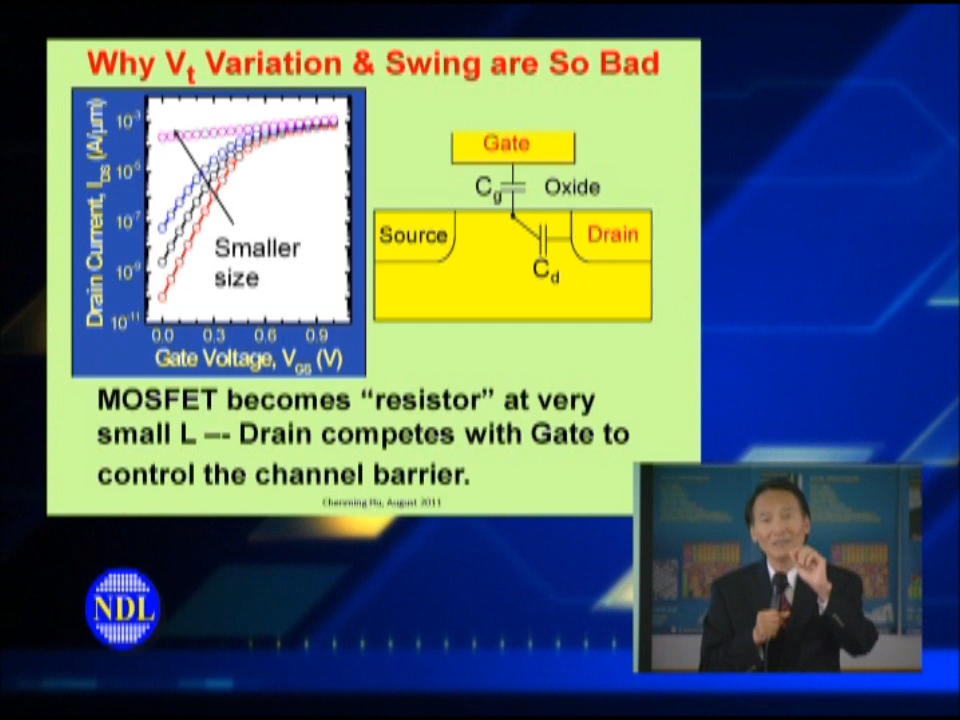 Why Vt Variation & Swing are So Bad
Drain Current, IDS (A/μm)
10-3
10-5
10-7
10-9
10-11
0.0 0.3 0.6 0.9
Gate Voltage, VGS (V)
Smaller
size
Gate
Cg
Oxide
Source
Drain
Cd
MOSFET becomes “resistor” at very
small L –- Drain competes with Gate to
control the channel barrier.
Chenming Hu, August 2011
NDL